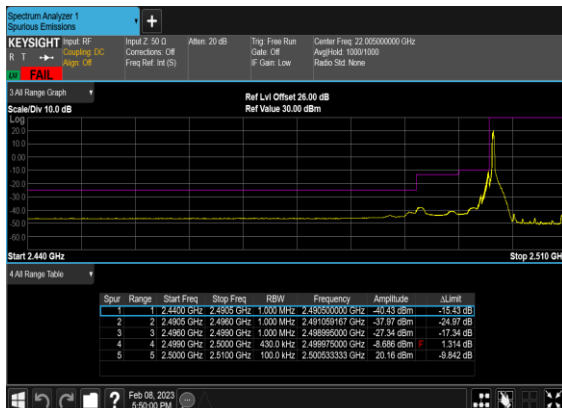 Spectrum Analyzer 1
Spurious Emissions
KEYSIGHT Input: RF Input Z: 50 Ω Atten: 20 dB Trig: Free Run Center Freq: 22.005000000 GHz
R T Coupling: DC Corrections: Off Gate: Off Avg|Hold: 1000/1000
Align: Off Freq Ref: Int (S) IF Gain: Low Radio Std: None
FAIL
3 All Range Graph Ref Lvl Offset 26.00 dB
Scale/Div 10.0 dB Ref Value 30.00 dBm
Log
20.0
10.0
0.00
-10.0
-20.0
-30.0
-40.0
-50.0
-60.0
Start 2.440 GHz Stop 2.510 GH
4 All Range Table
Spur Range Start Freq Stop Freq RBW Frequency Amplitude ΔLimit
1 1 2.4400 GHz 2.4905 GHz 1.000 MHz 2.490500000 GHz -40.43 dBm -15.43 dB
2 2 2.4905 GHz 2.4960 GHz 1.000 MHz 2.491059167 GHz -37.97 dBm -24.97 dB
3 3 2.4960 GHz 2.4990 GHz 1.000 MHz 2.498995000 GHz -27.34 dBm -17.34 dB
4 4 2.4990 GHz 2.5000 GHz 430.0 kHz 2.499975000 GHz -8.686 dBm F 1.314 dB
5 5 2.5000 GHz 2.5100 GHz 100.0 kHz 2.500533333 GHz 20.16 dBm -9.842 dB
Feb 08, 2023
5:50:00 PM